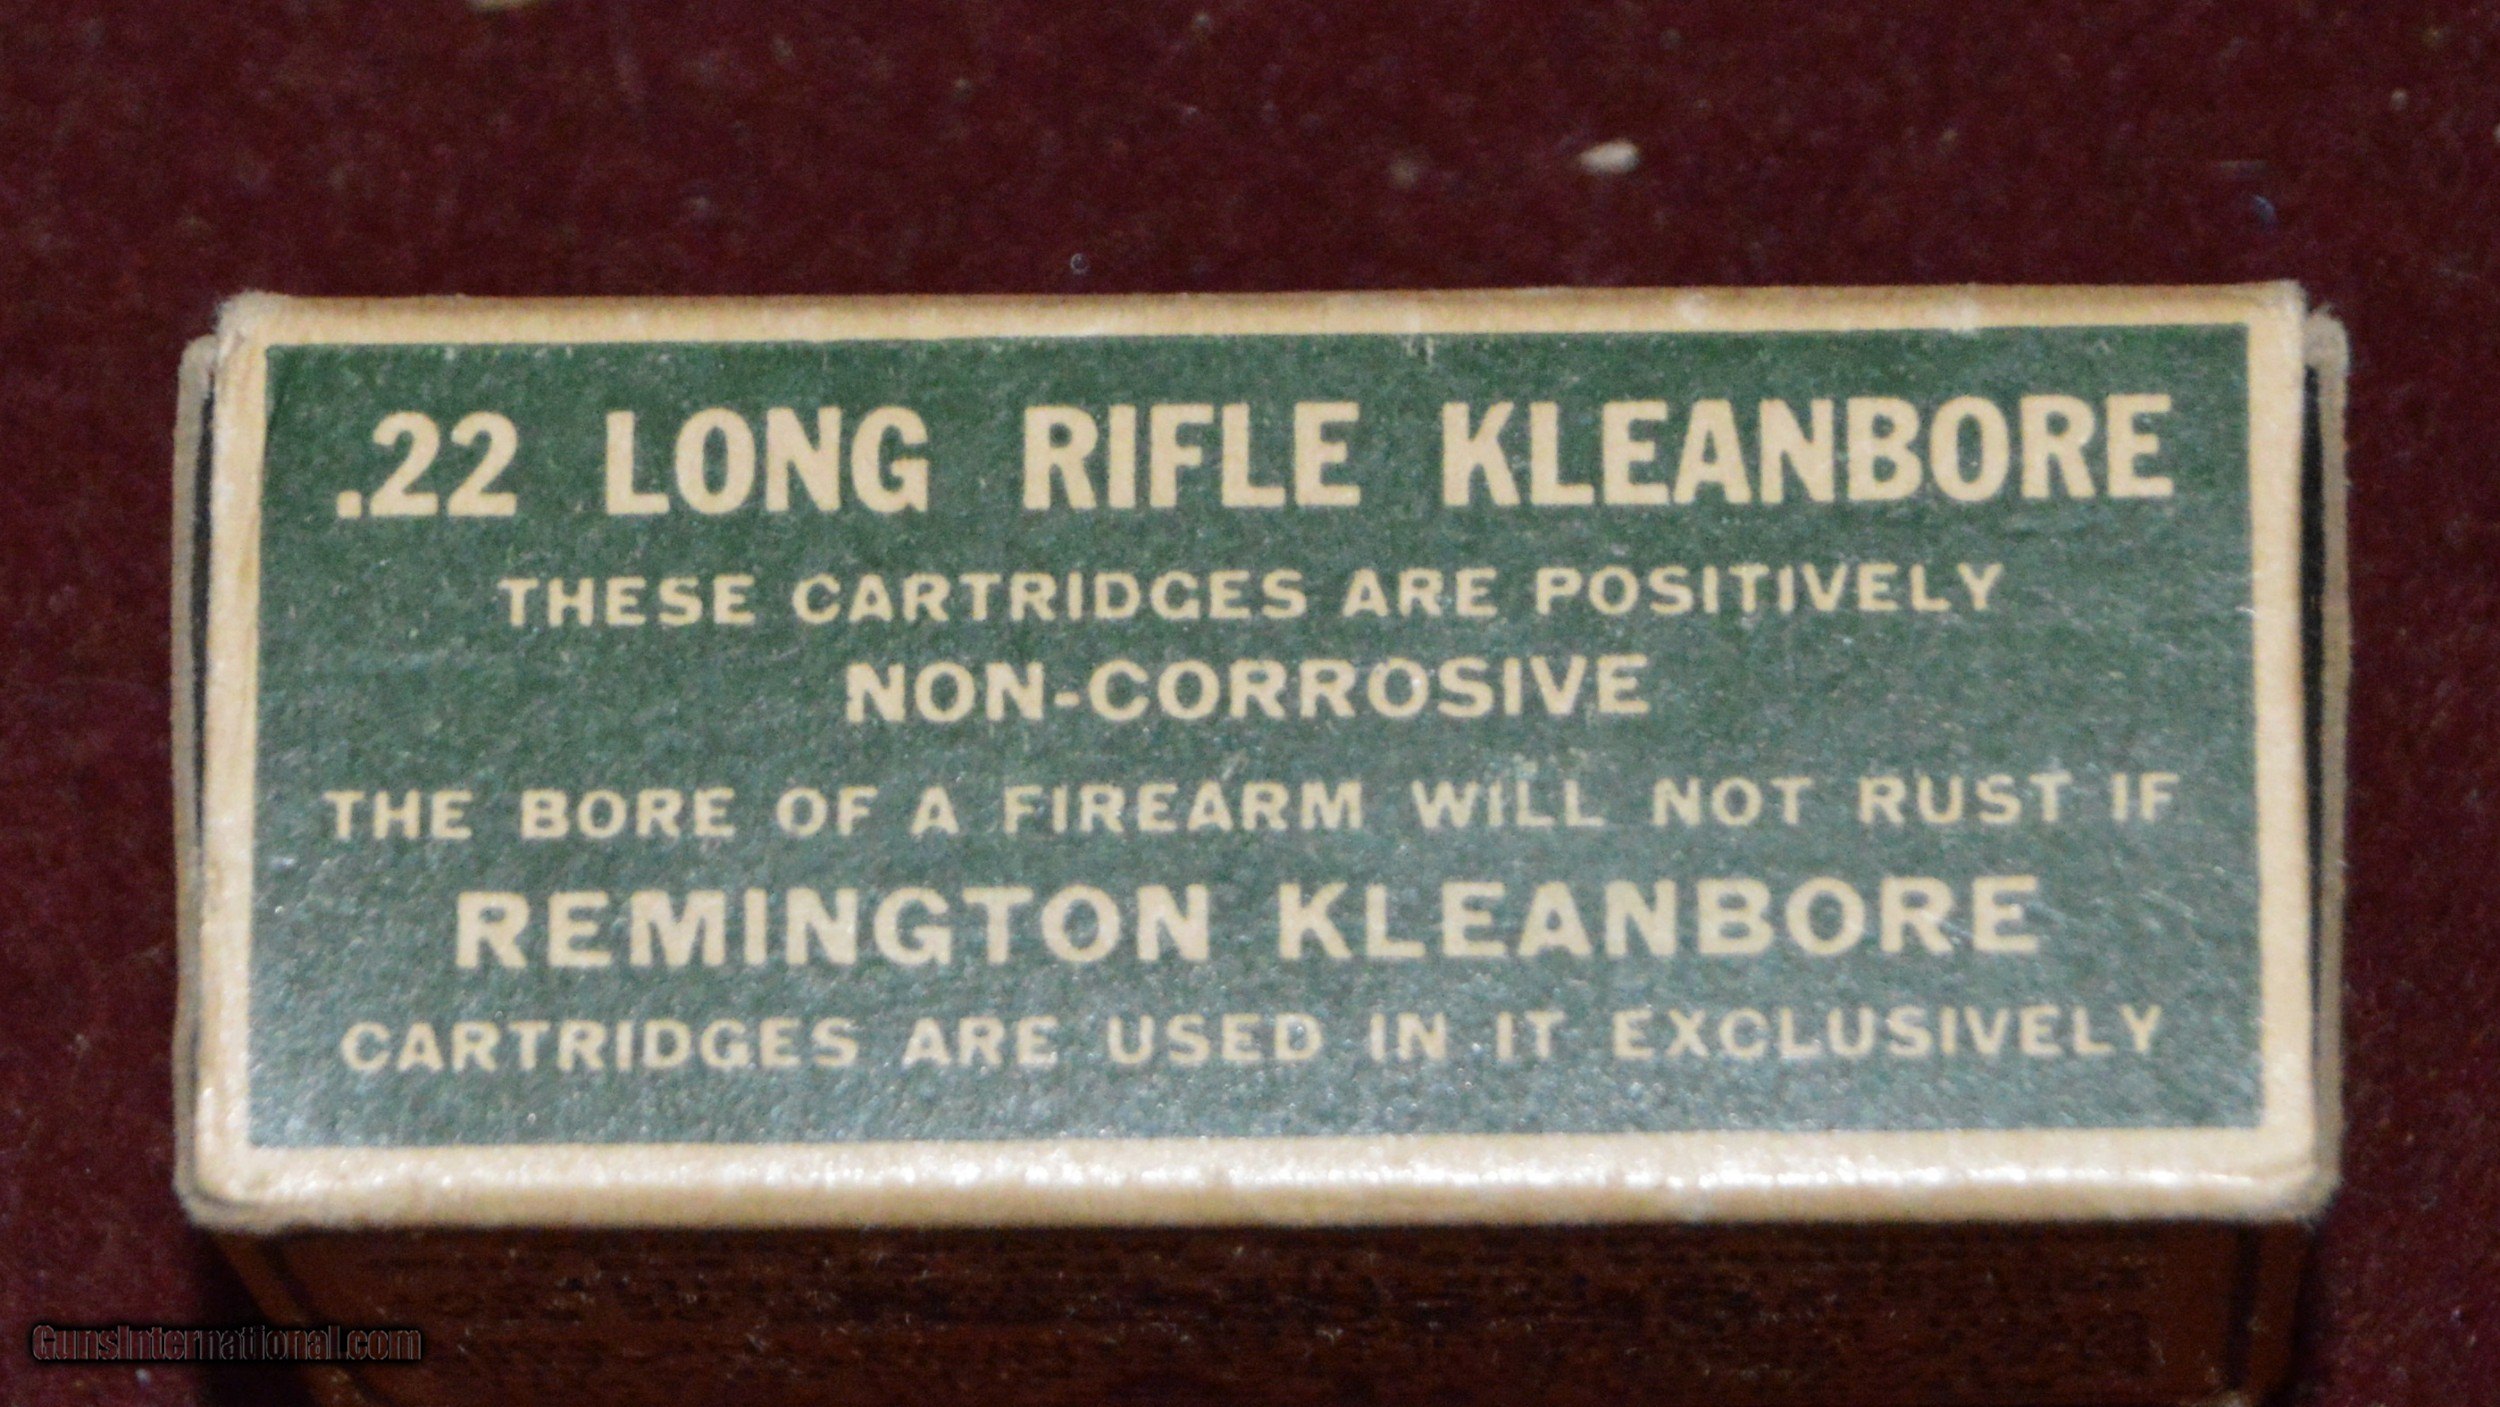 .22 LONG RIFLE KLEANBORE
THESE CARTRIDGES ARE POSITIVELY
NON-CORROSIVE
THE BORE OF A FIREARM WILL NOT RUST IF
REMINGTON KLEANBORE
CARTRIDGES ARE USED IN IT EXCLUSIVELY
GunsInternational.com